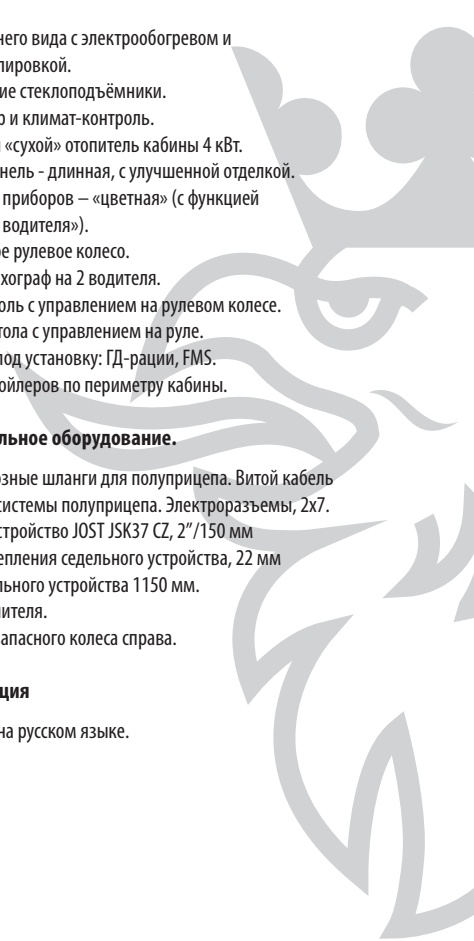 него вида с электрообогревом и
лировкой.
ие стеклоподъёмники.
р и климат-контроль.
«сухой» отопитель кабины 4 кВт.
нель - длинная, с улучшенной отделкой.
приборов – «цветная» (с функцией
водителя»).
ое рулевое колесо.
хограф на 2 водителя.
оль с управлением на рулевом колесе.
тола с управлением на руле.
под установку: ГД-рации, FMS.
ойлеров по периметру кабины.
льное оборудование.
озные шланги для полуприцепа. Витой кабель
системы полуприцепа. Электроразъемы, 2х7.
стройство JOST JSK37 CZ, 2”/150 мм
епления седельного устройства, 22 мм
льного устройства 1150 мм.
ителя.
апасного колеса справа.
ция
на русском языке.